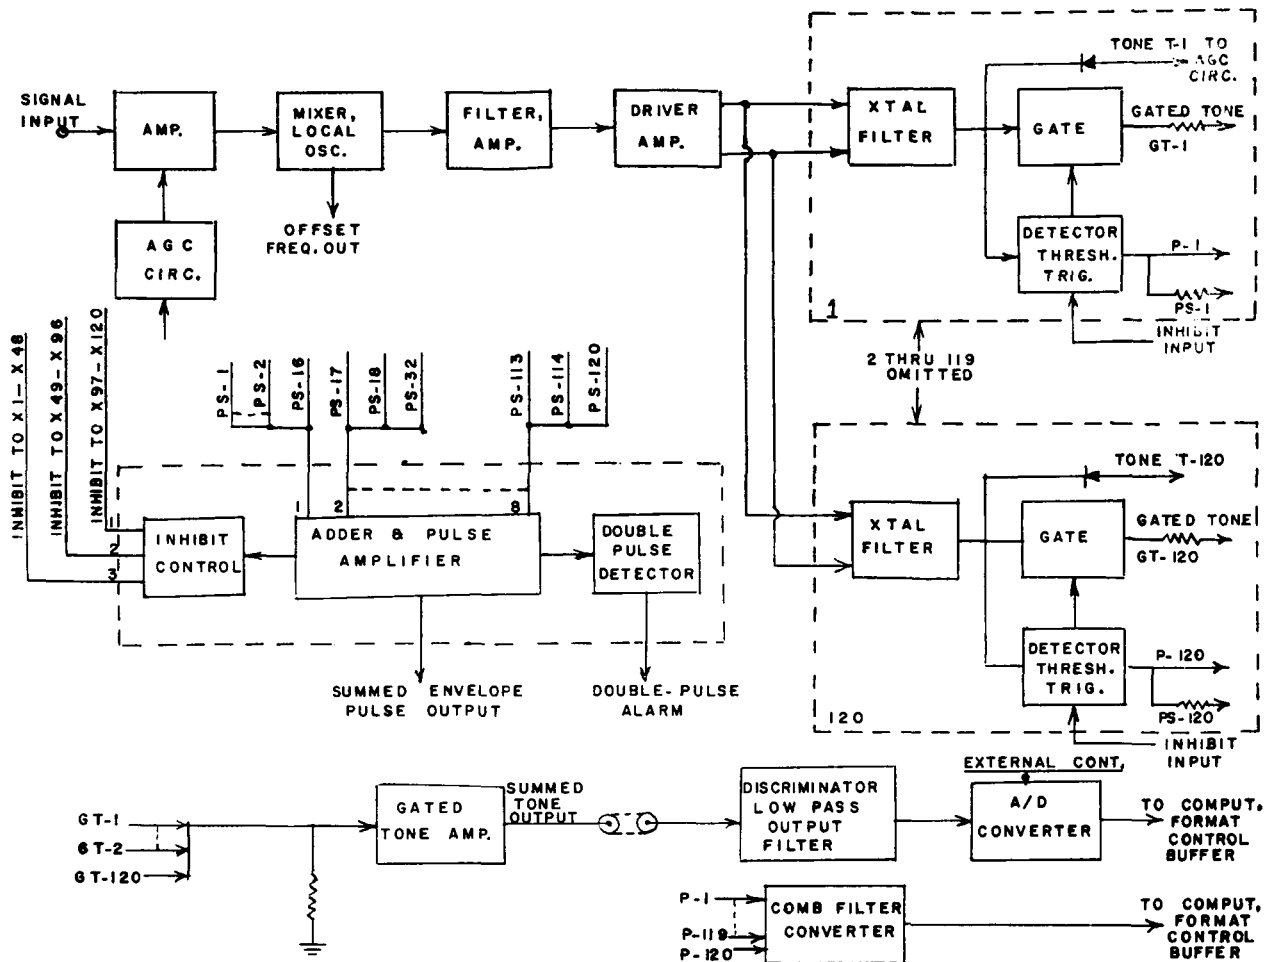 SIGNAL
INPUT
AMP.
MIXER,
LOCAL
OSC.
FILTER,
AMP.
DRIVER
AMP.
OFFSET
FREQ. OUT
AGC
CIRC.
XTAL
FILTER
TONE T-1 TO
AGC
CIRC.
GATE
GATED TONE
GT-1
DETECTOR
THRESH.
TRIG.
P-1
PS-1
1
INHIBIT
INPUT
2 THRU 119
OMITTED
INHIBIT TO X1-X48
INHIBIT TO X49-X96
INHIBIT TO X97-X120
PS-1
PS-2
PS-16
PS-17
PS-18
PS-32
PS-113
PS-114
PS-120
1
2
3
INHIBIT
CONTROL
1
2
8
ADDER & PULSE
AMPLIFIER
DOUBLE
PULSE
DETECTOR
SUMMED ENVELOPE
PULSE OUTPUT
DOUBLE-PULSE
ALARM
XTAL
FILTER
TONE T-120
GATE
GATED TONE
GT-120
DETECTOR
THRESH.
TRIG.
P-120
PS-120
120
INHIBIT
INPUT
GT-1
6T-2
GT-120
GATED
TONE AMP.
SUMMED
TONE
OUTPUT
DISCRIMINATOR
LOW PASS
OUTPUT
FILTER
EXTERNAL CONT,
A/D
CONVERTER
TO COMPUT,
FORMAT
CONTROL
BUFFER
P-1
P-119
P-120
COMB FILTER
CONVERTER
TO COMPUT,
FORMAT
CONTROL
BUFFER